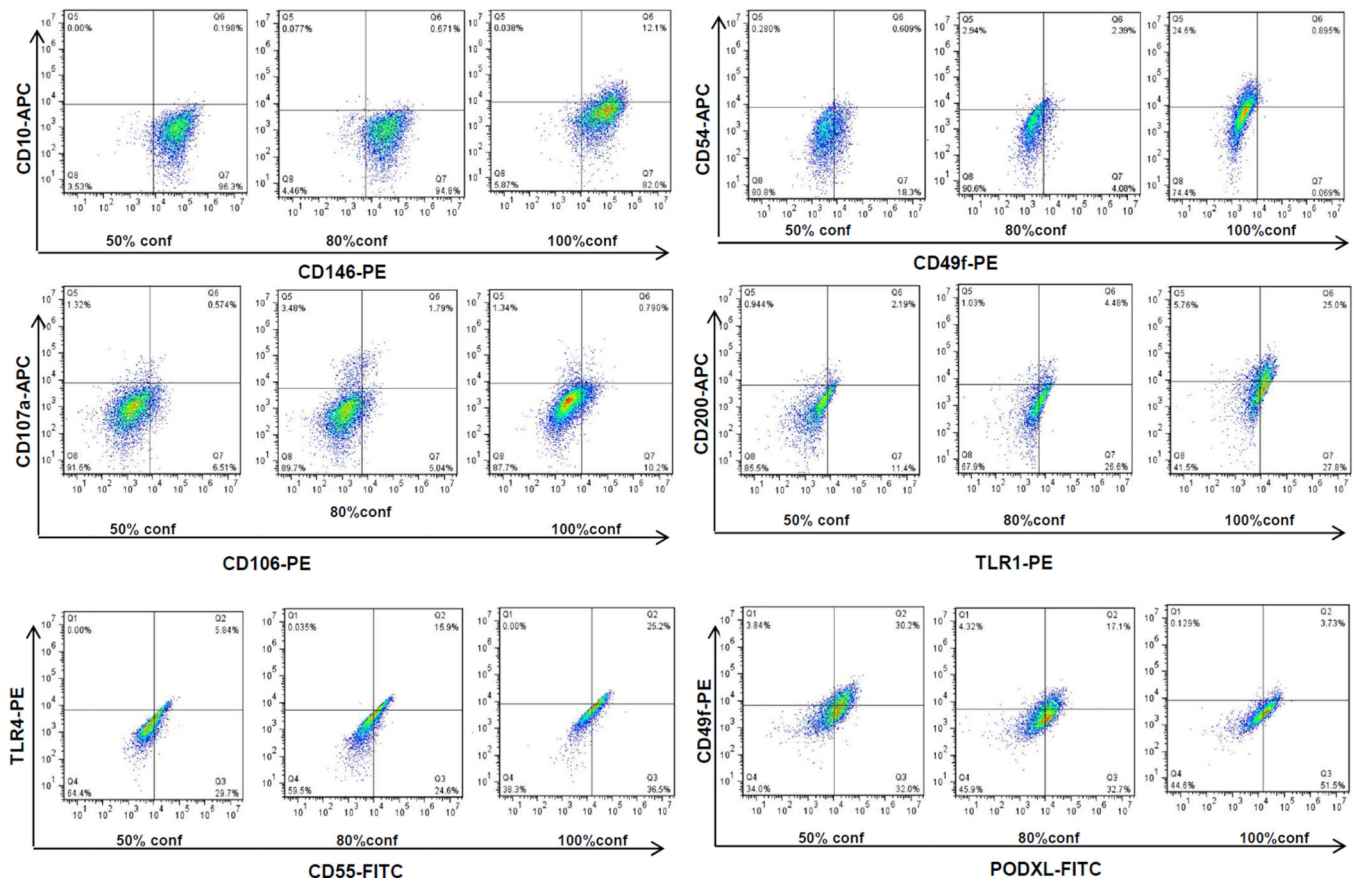 CD10-APC
Q5
0.00%
Q6
0.198%
Q8
3.53%
Q7
96.3%
50% conf
Q5
0.077%
Q6
0.671%
Q8
4.46%
Q7
94.8%
80%conf
Q5
0.038%
Q6
12.1%
Q8
5.87%
Q7
82.0%
100%conf
CD146-PE
CD54-APC
Q5
0.280%
Q6
0.609%
Q8
80.8%
Q7
18.3%
50% conf
Q5
2.94%
Q6
2.39%
Q8
90.6%
Q7
4.08%
80%conf
Q5
24.6%
Q6
0.895%
Q8
74.4%
Q7
0.069%
100%conf
CD49f-PE
CD107a-APC
Q5
1.32%
Q6
0.574%
Q8
91.6%
Q7
6.51%
50% conf
Q5
3.48%
Q6
1.79%
Q8
89.7%
Q7
5.04%
80%conf
Q5
1.34%
Q6
0.790%
Q8
87.7%
Q7
10.2%
100%conf
CD106-PE
CD200-APC
Q5
0.944%
Q6
2.19%
Q8
85.5%
Q7
11.4%
50% conf
Q5
1.03%
Q6
4.48%
Q8
67.9%
Q7
26.6%
80%conf
Q5
5.76%
Q6
25.0%
Q8
41.5%
Q7
27.8%
100%conf
TLR1-PE
TLR4-PE
Q1
0.00%
Q2
5.84%
Q4
64.4%
Q3
29.7%
50% conf
Q1
0.035%
Q2
15.9%
Q4
59.5%
Q3
24.6%
80%conf
Q1
0.00%
Q2
25.2%
Q4
38.3%
Q3
36.5%
100%conf
CD55-FITC
CD49f-PE
Q1
3.84%
Q2
30.2%
Q4
34.0%
Q3
32.0%
50% conf
Q1
4.32%
Q2
17.1%
Q4
45.9%
Q3
32.7%
80%conf
Q1
0.129%
Q2
3.73%
Q4
44.6%
Q3
51.5%
100%conf
PODXL-FITC